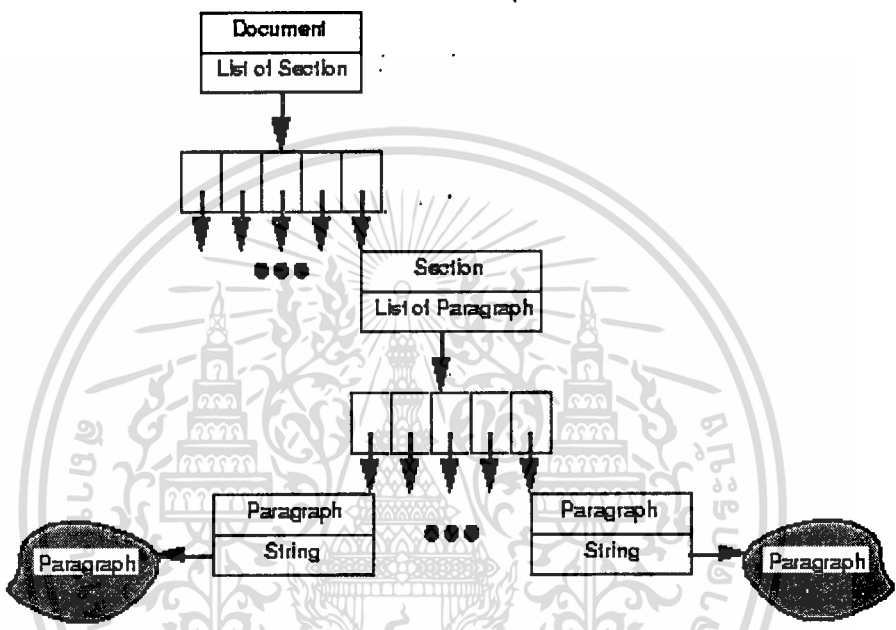 Document
List of Section
Section
List of Paragraph
Paragraph
String
Paragraph
String
Paragraph
Paragraph